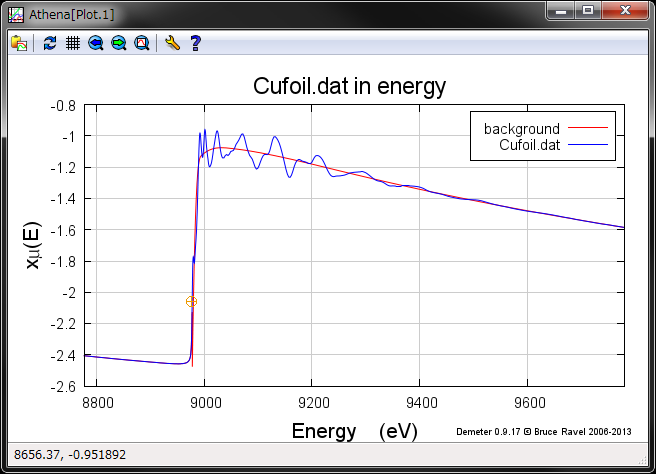 Athena[Plot.1]
Cufoil.dat in energy
background
Cufoil.dat
-0.8
-1
-1.2
-1.4
-1.6
-1.8
-2
-2.2
-2.4
-2.6
xμ(E)
8800
9000
9200
9400
9600
9800
Energy (eV)
Demeter 0.9.17 © Bruce Ravel 2006-2013
8656.37, -0.951892